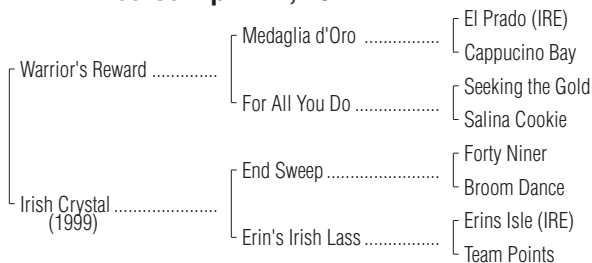 El Prado (IRE)
Medaglia d'Oro ................
Cappucino Bay
Warrior's Reward ..............
Seeking the Gold
For All You Do ..................
Salina Cookie
Forty Niner
End Sweep ........................
Broom Dance
Irish Crystal ......................
(1999)
Erins Isle (IRE)
Erin's Irish Lass ................
Team Points